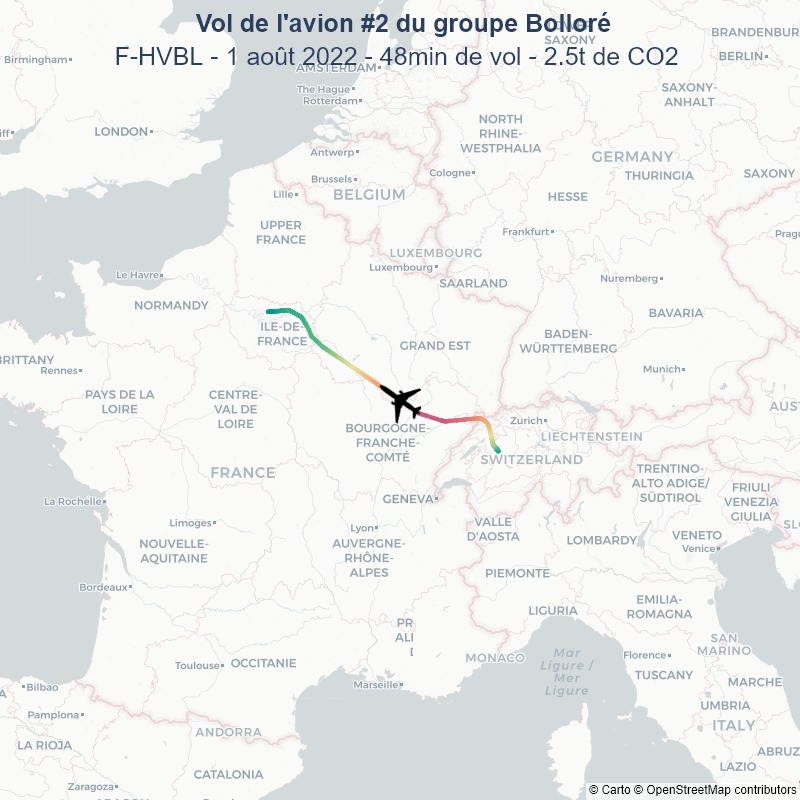 Vol de l'avion #2 du groupe Bolloré
F-HVBL - 1 août 2022 - 48min de vol - 2.5t de CO2
LOWER
SAXONY
BRANDENBURG
Birmingham
BERLIN
AMSTERDAM
The Hague
Rotterdam
SAXONY-
ANHALT
LONDON
NORTH
RHINE-
WESTPHALIA
Antwerp
Brussels
Cologne
GERMANY
THURINGIA
SAXONY
Lille
BELGIUM
HESSE
UPPER
FRANCE
Frankfurt
LUXEMBOURG
Luxembourg
Le Havre
SAARLAND
Nuremberg
NORMANDY
BAVARIA
ILE-DE-
FRANCE
GRAND EST
BADEN-
WÜRTTEMBERG
BRITTANY
Rennes
Munich
PAYS DE LA
LOIRE
CENTRE-
VAL DE
LOIRE
BOURGOGNE-
FRANCHE-
COMTÉ
Zurich
LIECHTENSTEIN
SWITZERLAND
FRANCE
TRENTINO-
ALTO ADIGE/
SÜDTIROL
FRIULI
VENEZIA
GIULIA
La Rochelle
GENEVA
Limoges
Lyon
VALLE
D'AOSTA
LOMBARDY
VENETO
Venice
NOUVELLE-
AQUITAINE
AUVERGNE-
RHÔNE-
ALPES
PIEMONTE
Bordeaux
EMILIA-
ROMAGNA
LIGURIA
PR
ALI
Mar
Ligure /
Mer
Ligure
SAN
MARINO
MONACO
Florence
Toulouse
OCCITANIE
TUSCANY
MARCHE
Marseille
Bilbao
UMBRIA
Pamplona
ANDORRA
ITALY
LA RIOJA
ABRUZ
CATALONIA
LAZIO
Zaragoza
© Carto © OpenStreetMap contributors